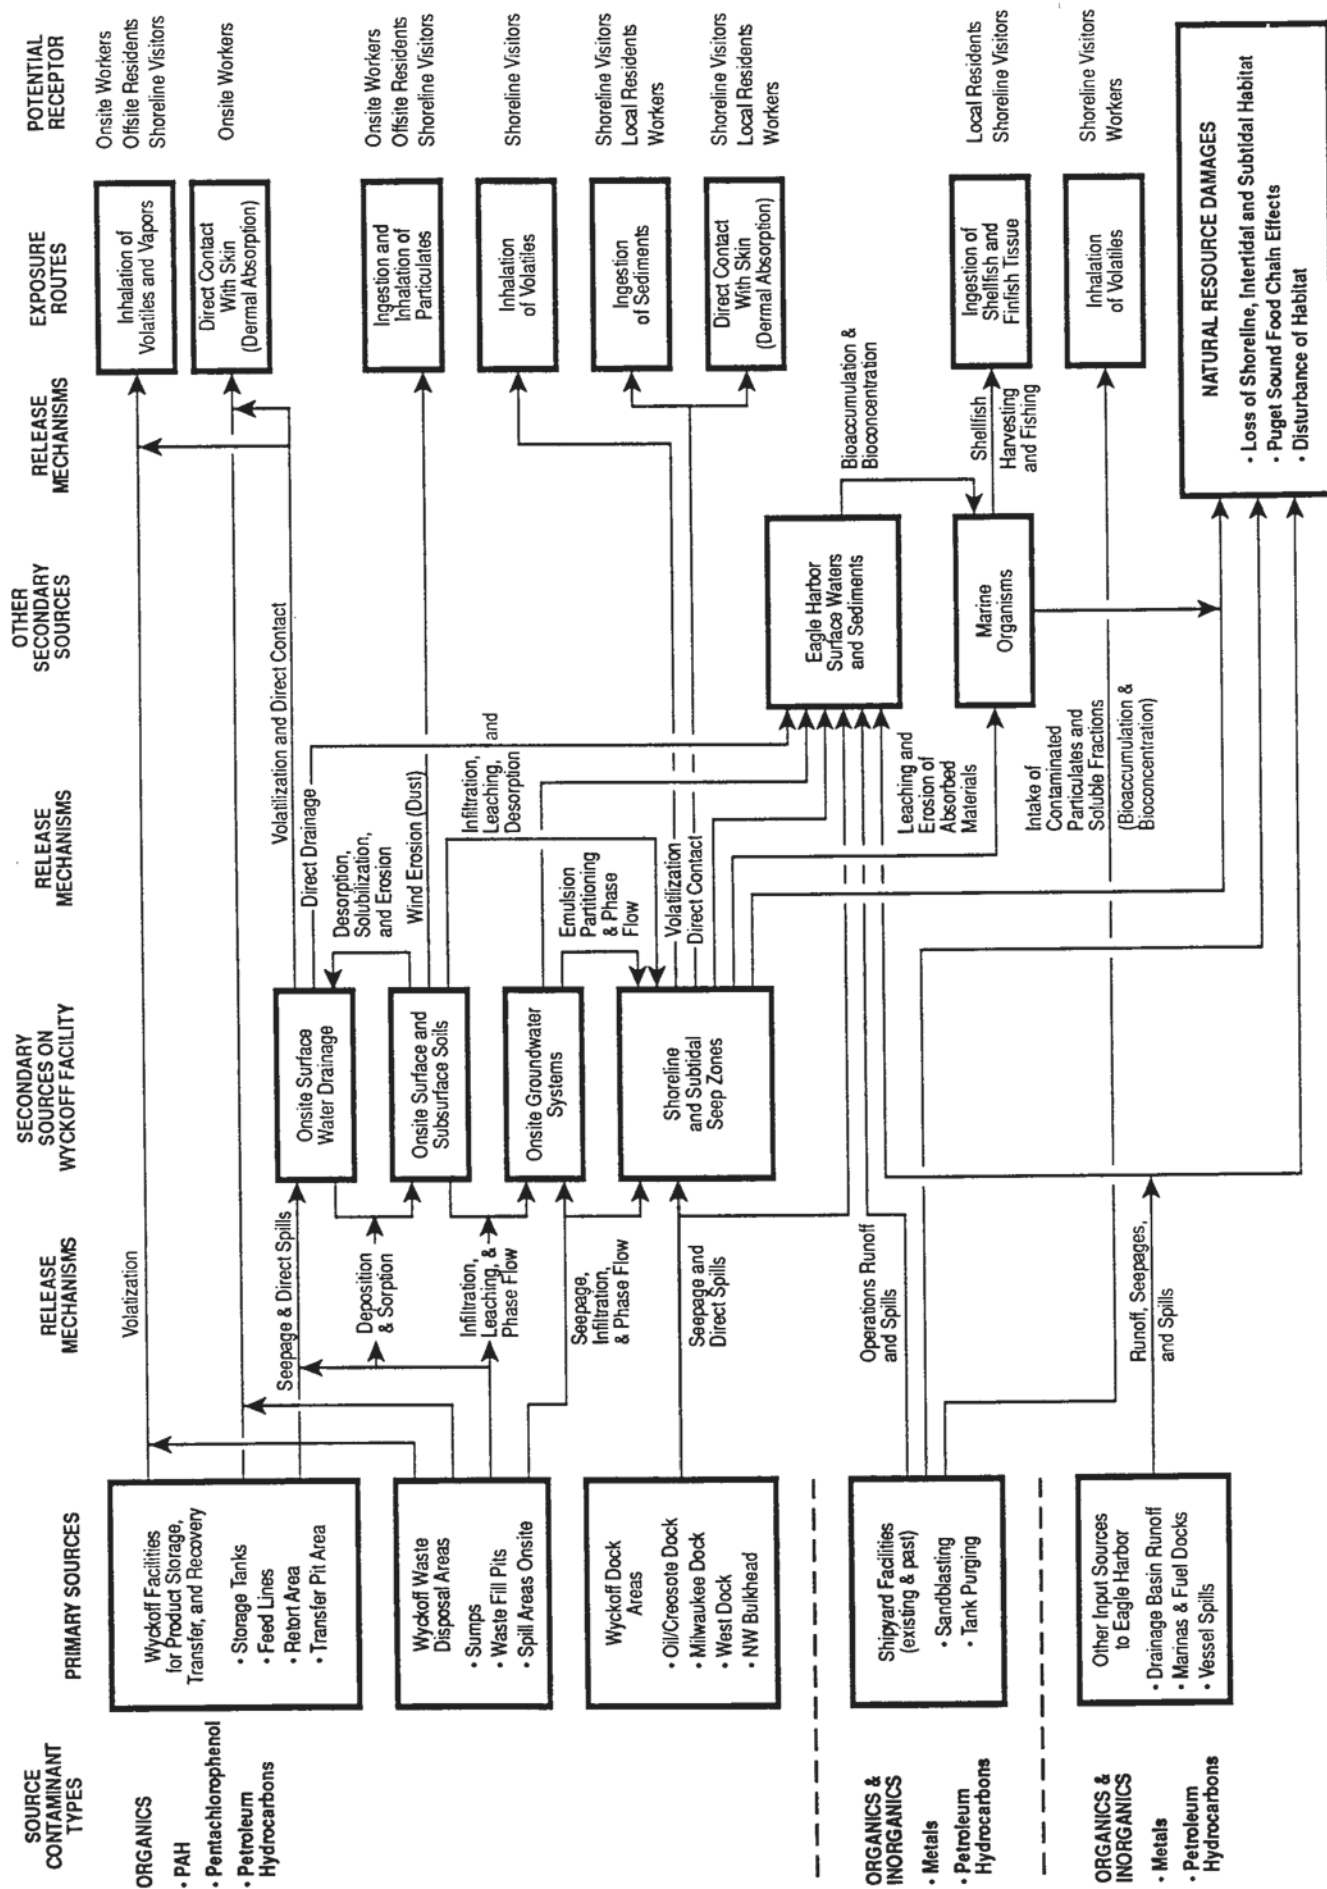 SOURCE
CONTAMINANT
TYPES
PRIMARY SOURCES
RELEASE
MECHANISMS
SECONDARY
SOURCES ON
WYCKOFF FACILITY
RELEASE
MECHANISMS
OTHER
SECONDARY
SOURCES
RELEASE
MECHANISMS
EXPOSURE
ROUTES
POTENTIAL
RECEPTOR
ORGANICS
• PAH
• Pentachlorophenol
• Petroleum
Hydrocarbons
Wyckoff Facilities
for Product Storage,
Transfer, and Recovery
• Storage Tanks
• Feed Lines
• Retort Area
• Transfer Pit Area
Wyckoff Waste
Disposal Areas
• Sumps
• Waste Fill Pits
• Spill Areas Onsite
Wyckoff Dock
Areas
• Oil/Creosote Dock
• Milwaukee Dock
• West Dock
• NW Bulkhead
ORGANICS &
INORGANICS
• Metals
• Petroleum
Hydrocarbons
Shipyard Facilities
(existing & past)
• Sandblasting
• Tank Purging
ORGANICS &
INORGANICS
• Metals
• Petroleum
Hydrocarbons
Other Input Sources
to Eagle Harbor
• Drainage Basin Runoff
• Marinas & Fuel Docks
• Vessel Spills
Volatization
Seepage & Direct Spills
Deposition
& Sorption
Infiltration,
Leaching, &
Phase Flow
Seepage,
Infiltration,
& Phase Flow
Seepage and
Direct Spills
Operations Runoff
and Spills
Runoff, Seepages,
and Spills
Onsite Surface
Water Drainage
Onsite Surface and
Subsurface Soils
Onsite Groundwater
Systems
Shoreline
and Subtidal
Seep Zones
Volatilization and Direct Contact
Direct Drainage
Desorption,
Solubilization,
and Erosion
Wind Erosion (Dust)
Infiltration, and
Leaching,
Desorption
Emulsion
Partitioning
& Phase
Flow
Volatilization
Direct Contact
Leaching and
Erosion of
Absorbed
Materials
Intake of
Contaminated
Particulates and
Soluble Fractions
(Bioaccumulation &
Bioconcentration)
Eagle Harbor
Surface Waters
and Sediments
Marine
Organisms
Bioaccumulation &
Bioconcentration
Shellfish
Harvesting
and Fishing
Inhalation of
Volatiles and Vapors
Direct Contact
With Skin
(Dermal Absorption)
Ingestion and
Inhalation of
Particulates
Inhalation
of Volatiles
Ingestion
of Sediments
Direct Contact
With Skin
(Dermal Absorption)
Ingestion of
Shellfish and
Finfish Tissue
Inhalation
of Volatiles
Onsite Workers
Offsite Residents
Shoreline Visitors
Onsite Workers
Onsite Workers
Offsite Residents
Shoreline Visitors
Shoreline Visitors
Shoreline Visitors
Local Residents
Workers
Shoreline Visitors
Local Residents
Workers
Local Residents
Shoreline Visitors
Shoreline Visitors
Workers
NATURAL RESOURCE DAMAGES
• Loss of Shoreline, Intertidal and Subtidal Habitat
• Puget Sound Food Chain Effects
• Disturbance of Habitat